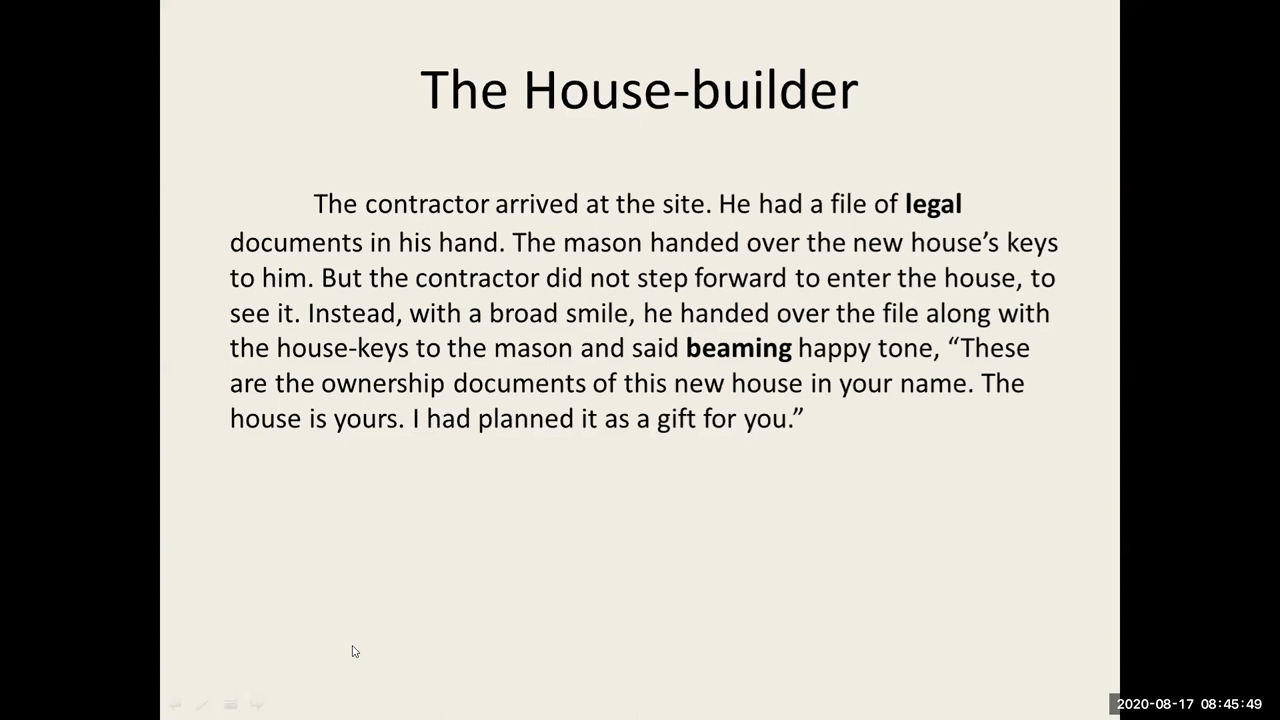 The House-builder
The contractor arrived at the site. He had a file of legal
documents in his hand. The mason handed over the new house’s keys
to him. But the contractor did not step forward to enter the house, to
see it. Instead, with a broad smile, he handed over the file along with
the house-keys to the mason and said beaming happy tone, “These
are the ownership documents of this new house in your name. The
house is yours. I had planned it as a gift for you.”
2020-08-17 08:45:49